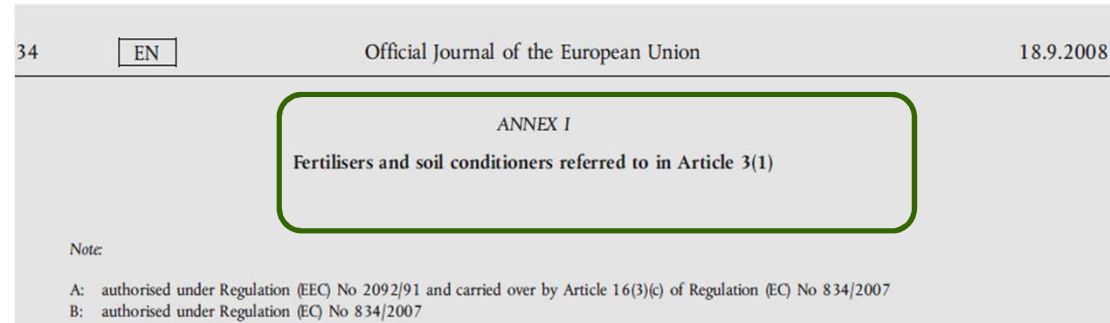 34 EN Official Journal of the European Union 18.9.2008
ANNEX I
Fertilisers and soil conditioners referred to in Article 3(1)
Note:
A: authorised under Regulation (EEC) No 2092/91 and carried over by Article 16(3)(c) of Regulation (EC) No 834/2007
B: authorised under Regulation (EC) No 834/2007